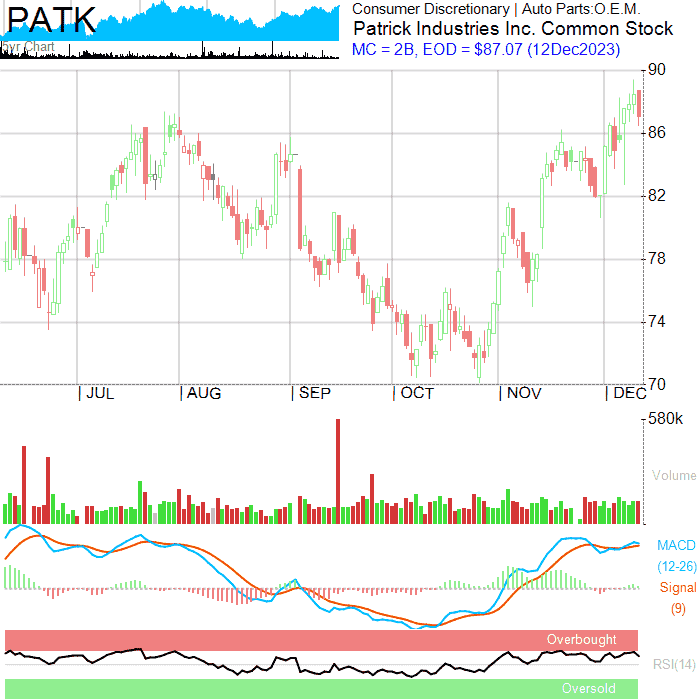 PATK
5yr Chart
Consumer Discretionary | Auto Parts:O.E.M.
Patrick Industries Inc. Common Stock
MC = 2B, EOD = $87.07 (12Dec2023)
90
86
82
78
74
70
| JUL | AUG | SEP | OCT | NOV | DEC
580k
Volume
MACD
(12-26)
Signal
(9)
Overbought
RSI(14)
Oversold